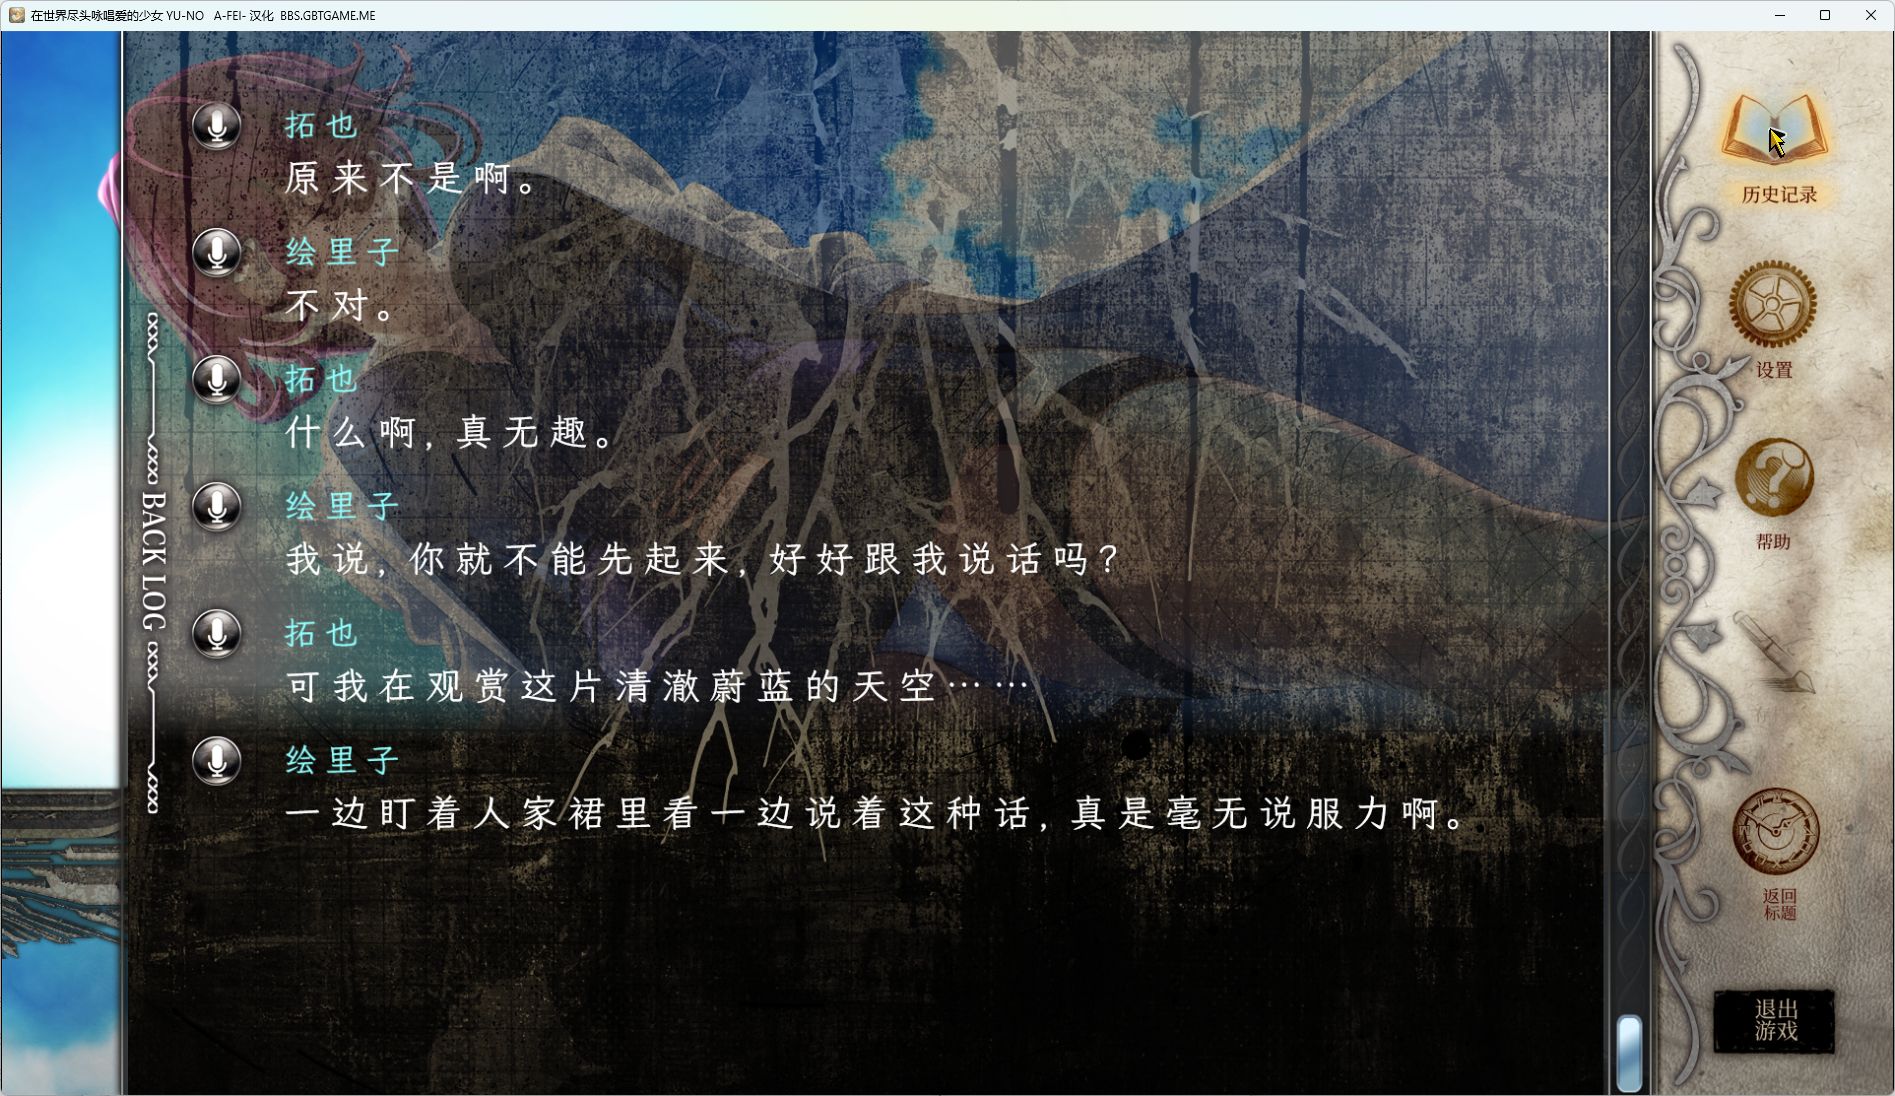 在世界尽头咏唱爱的少女 YU-NO A-FEI- 汉化 BBS.GBTGAME.ME
拓也
原来不是啊。
绘里子
不对。
拓也
什么啊,真无趣。
绘里子
我说,你就不能先起来,好好跟我说话吗?
拓也
可我在观赏这片清澈蔚蓝的天空……
绘里子
一边盯着人家裙里看一边说着这种话,真是毫无说服力啊。
BACK LOG
历史记录
设置
帮助
返回
标题
退出
游戏